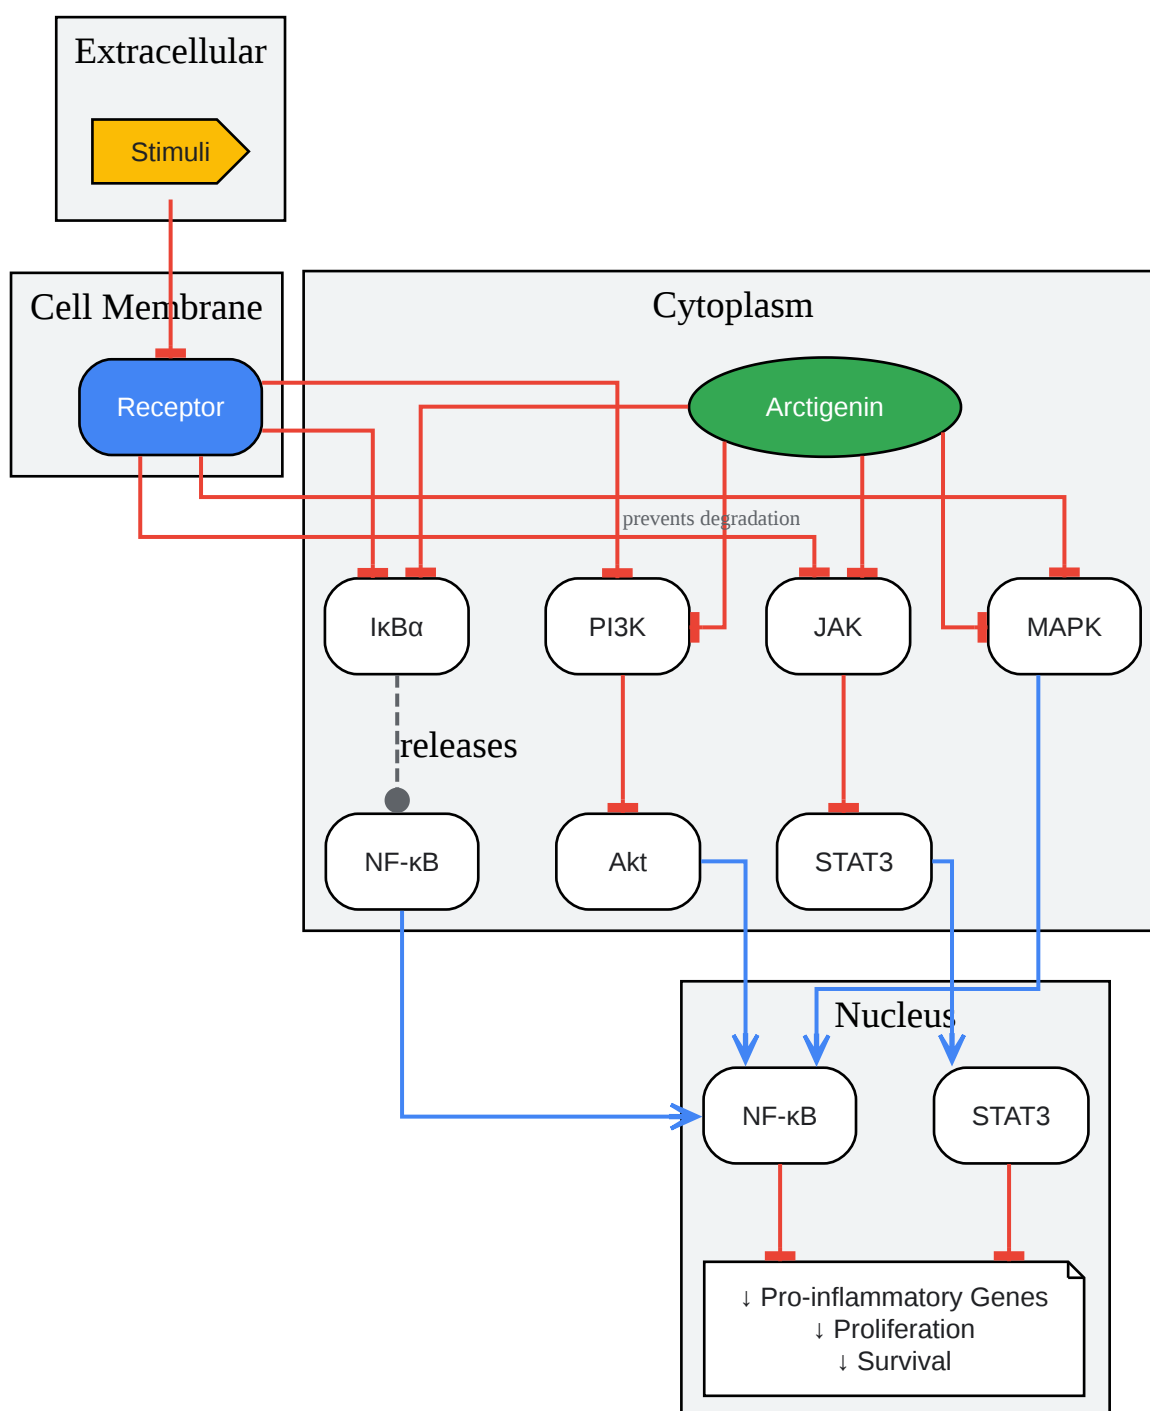 Extracellular
Stimuli
Cell Membrane
Receptor
Cytoplasm
Arctigenin
prevents degradation
IκBα
PI3K
JAK
MAPK
releases
NF-κB
Akt
STAT3
Nucleus
NF-κB
STAT3
↓ Pro-inflammatory Genes
↓ Proliferation
↓ Survival